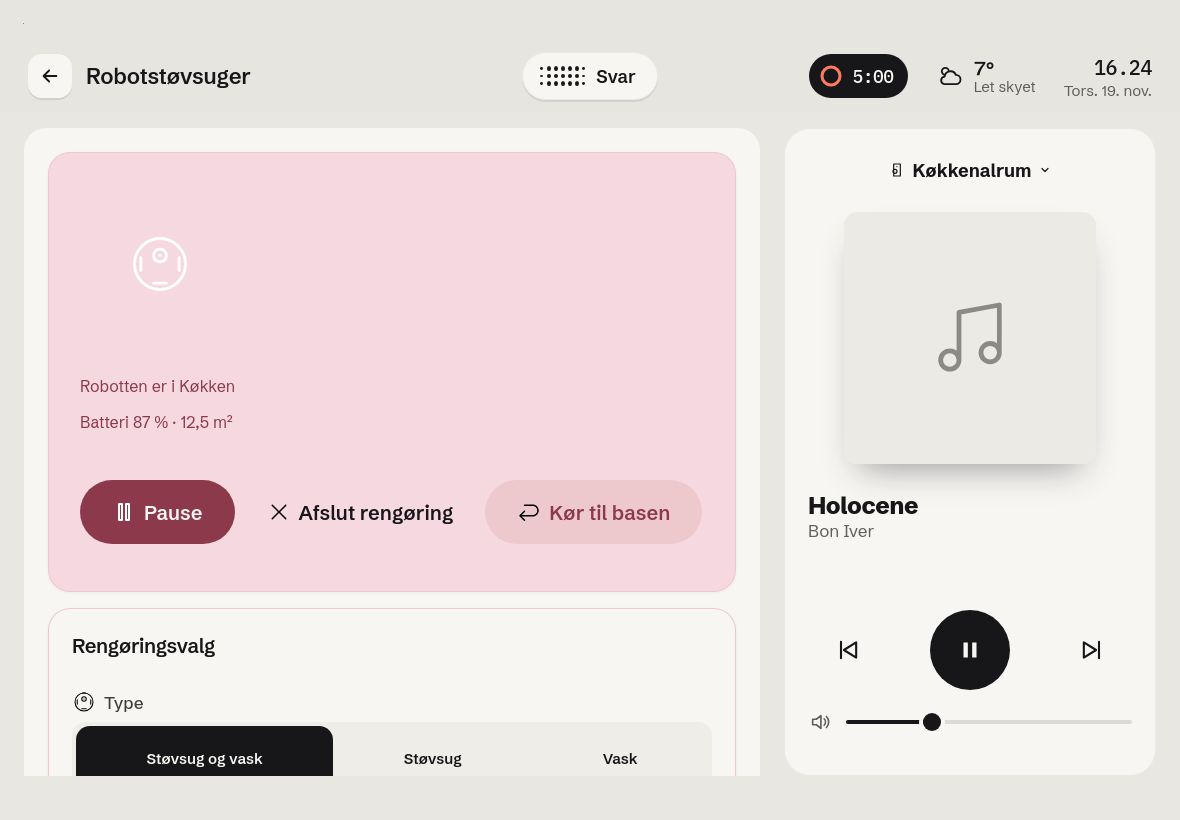 Robotstøvsuger
Svar
5:00
7°
Let skyet
16.24
Tors. 19. nov.
Robotten er i Køkken
Batteri 87 % · 12,5 m²
Pause
Afslut rengøring
Kør til basen
Rengøringsvalg
Type
Støvsug og vask
Støvsug
Vask
Køkkenalrum
Holocene
Bon Iver